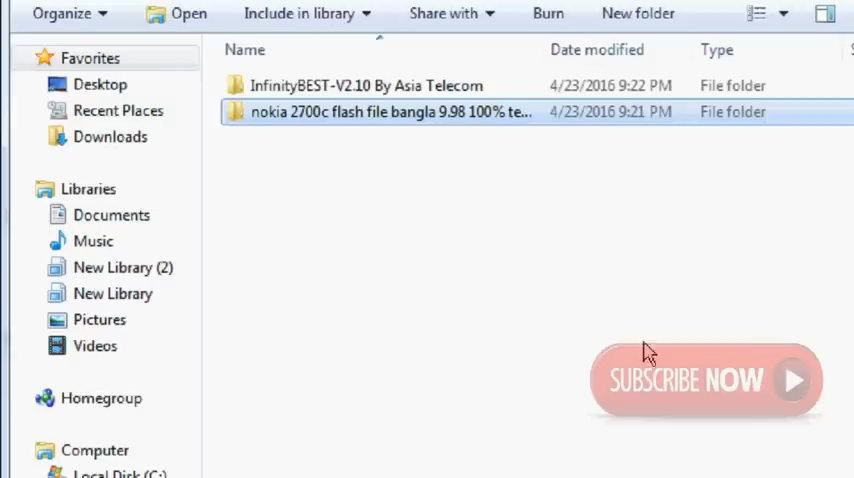 Organize Open Include in library Share with Burn New folder
Name Date modified Type
Favorites
InfinityBEST-V2.10 By Asia Telecom 4/23/2016 9:22 PM File folder
Desktop
nokia 2700c flash file bangla 9.98 100% te... 4/23/2016 9:21 PM File folder
Recent Places
Downloads
Libraries
Documents
Music
New Library (2)
New Library
Pictures
Videos
SUBSCRIBE NOW
Homegroup
Computer
Local Disk (C:)